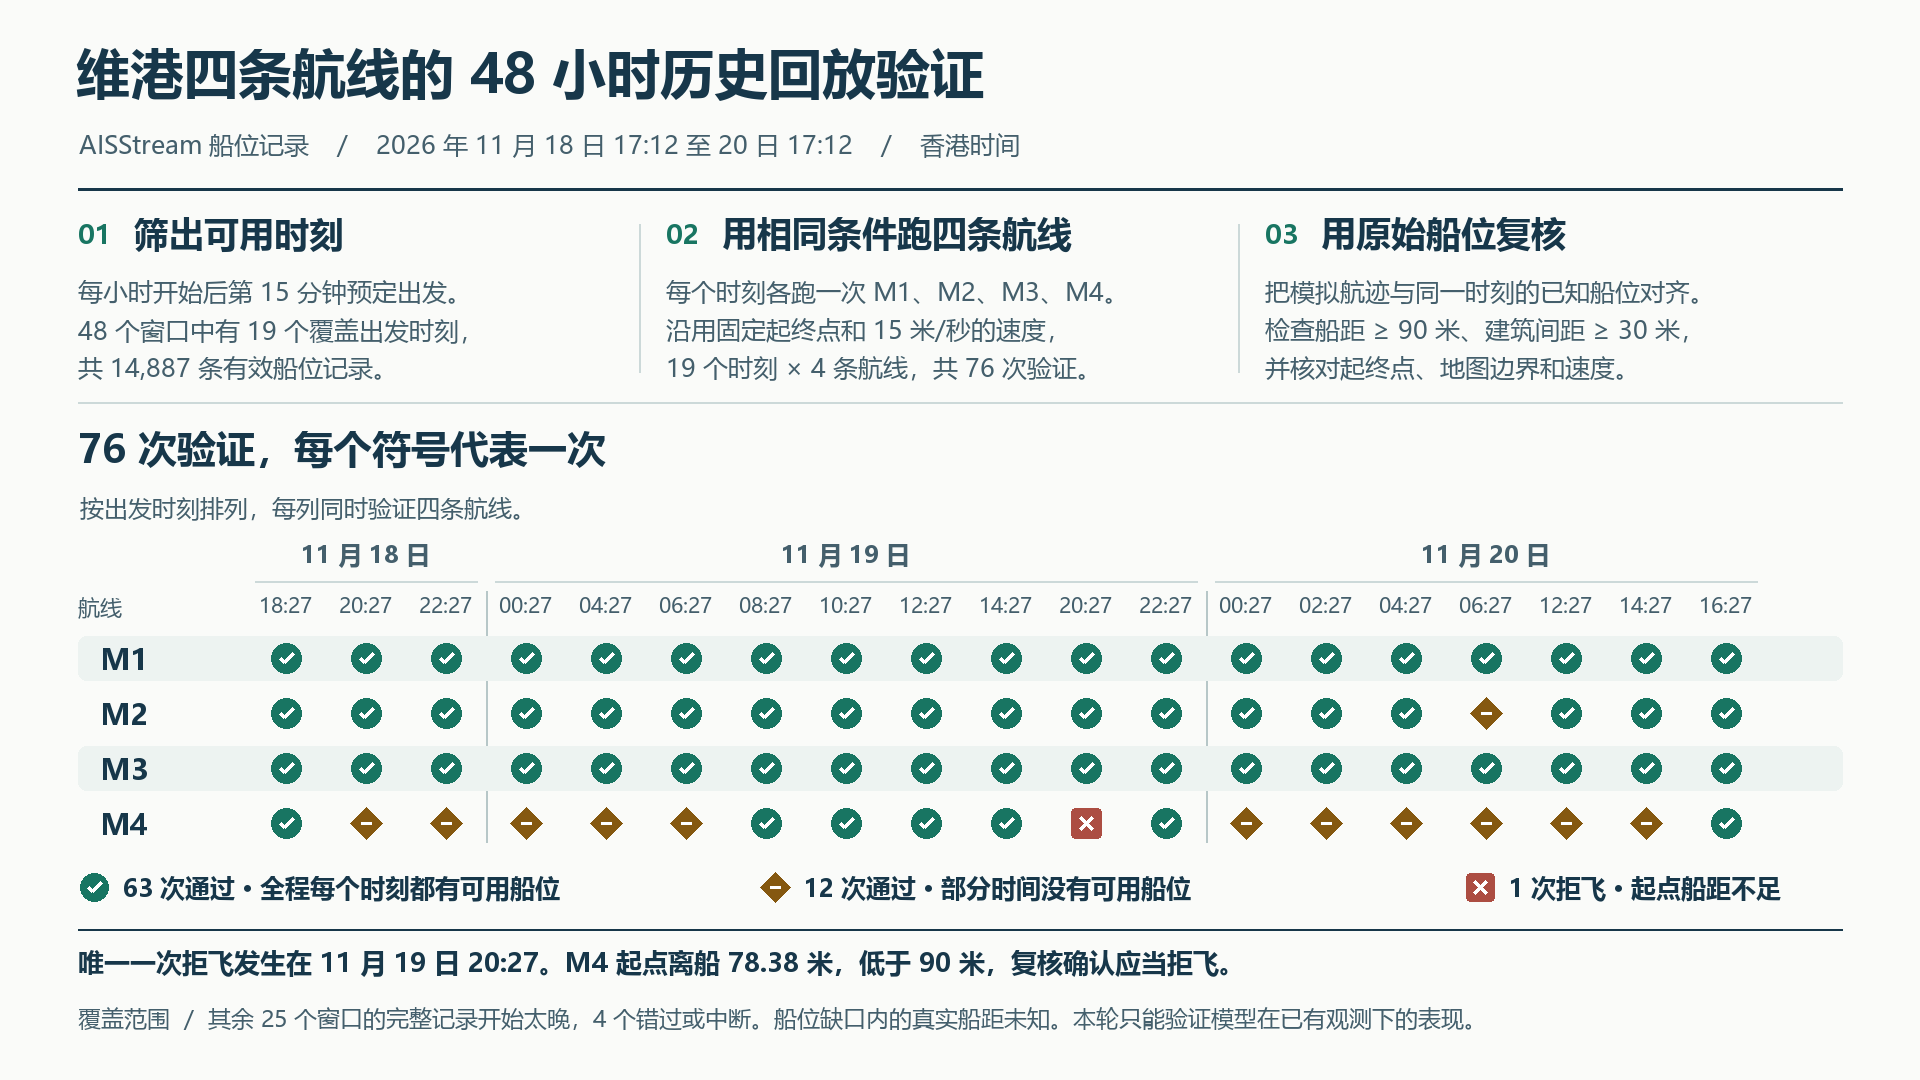 维港四条航线的 48 小时历史回放验证
AISStream 船位记录 / 2026 年 11 月 18 日 17:12 至 20 日 17:12 / 香港时间
01 筛出可用时刻
每小时开始后第 15 分钟预定出发。
48 个窗口中有 19 个覆盖出发时刻，
共 14,887 条有效船位记录。
02 用相同条件跑四条航线
每个时刻各跑一次 M1、M2、M3、M4。
沿用固定起终点和 15 米/秒的速度，
19 个时刻 × 4 条航线，共 76 次验证。
03 用原始船位复核
把模拟航迹与同一时刻的已知船位对齐。
检查船距 ≥ 90 米、建筑间距 ≥ 30 米，
并核对起终点、地图边界和速度。
76 次验证，每个符号代表一次
按出发时刻排列，每列同时验证四条航线。
11 月 18 日 11 月 19 日 11 月 20 日
航线 18:27 20:27 22:27 00:27 04:27 06:27 08:27 10:27 12:27 14:27 20:27 22:27 00:27 02:27 04:27 06:27 12:27 14:27 16:27
M1
M2
M3
M4
63 次通过 • 全程每个时刻都有可用船位
12 次通过 • 部分时间没有可用船位
1 次拒飞 • 起点船距不足
唯一一次拒飞发生在 11 月 19 日 20:27。M4 起点离船 78.38 米，低于 90 米，复核确认应当拒飞。
覆盖范围 / 其余 25 个窗口的完整记录开始太晚，4 个错过或中断。船位缺口内的真实船距未知。本轮只能验证模型在已有观测下的表现。